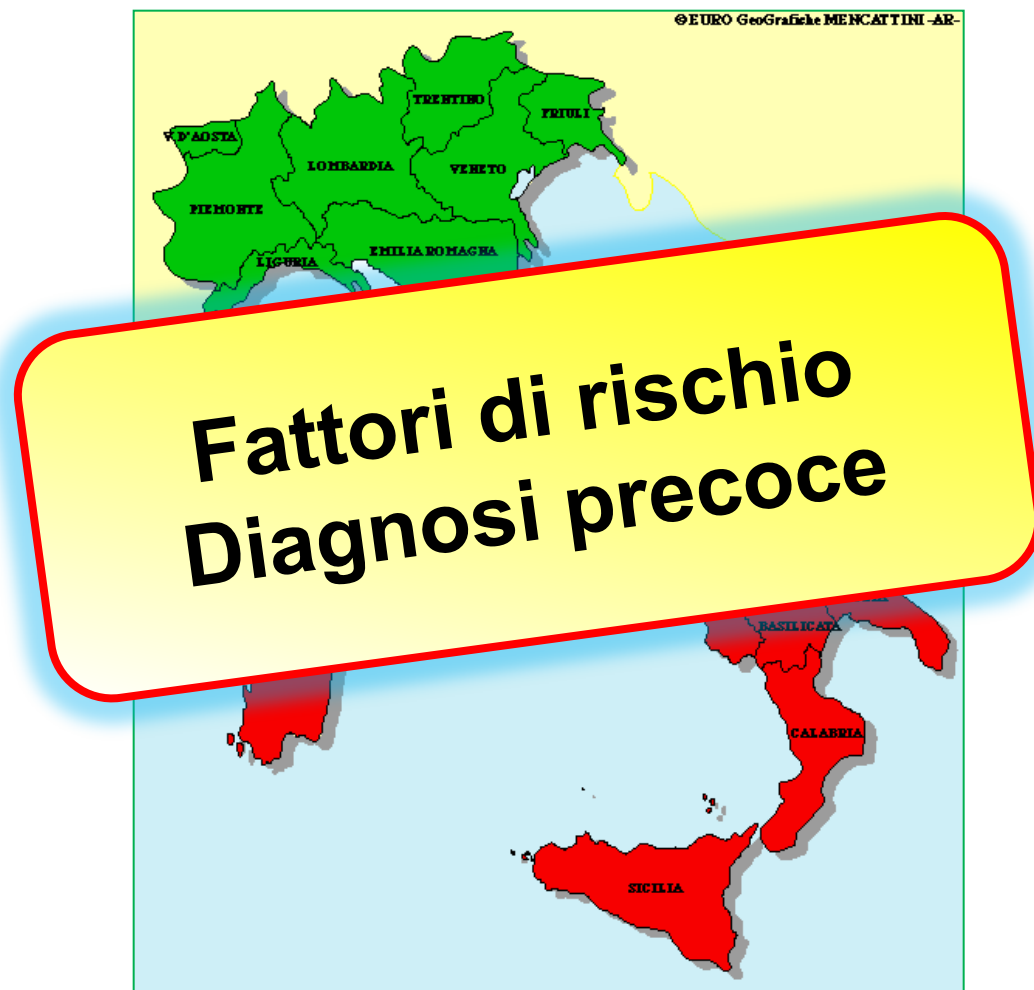 ©EURO GeoGrafiche MENCATTINI -AR-
TRENTINO
FRIULI
V D'AOSTA
LOMBARDIA
VENETO
PIEMONTE
EMILIA ROMAGNA
LIGURIA
Fattori di rischio
Diagnosi precoce
BASILICATA
CALABRIA
SICILIA